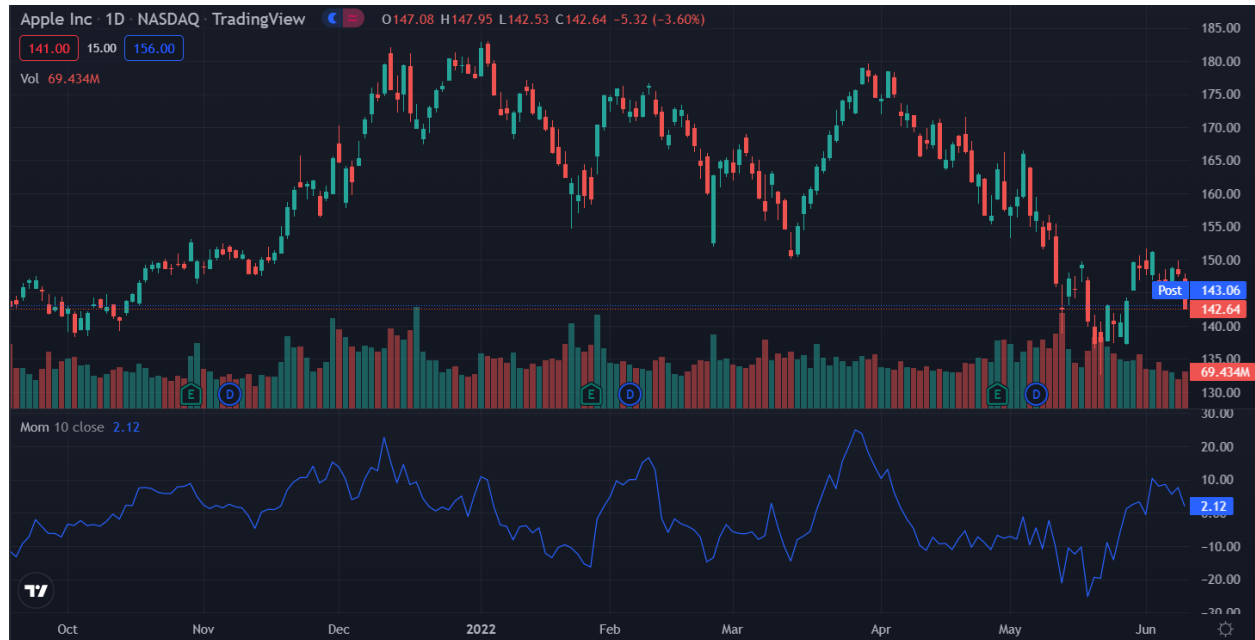 Apple Inc · 1D · NASDAQ · TradingView O147.08 H147.95 L142.53 C142.64 −5.32 (−3.60%)
141.00 15.00 156.00
Vol 69.434M
185.00
180.00
175.00
170.00
165.00
160.00
155.00
150.00
Post 143.06
142.64
140.00
135.00
69.434M
130.00
E D E D E D
30.00
Mom 10 close 2.12
20.00
10.00
2.12
0.00
−10.00
−20.00
−30.00
Oct Nov Dec 2022 Feb Mar Apr May Jun